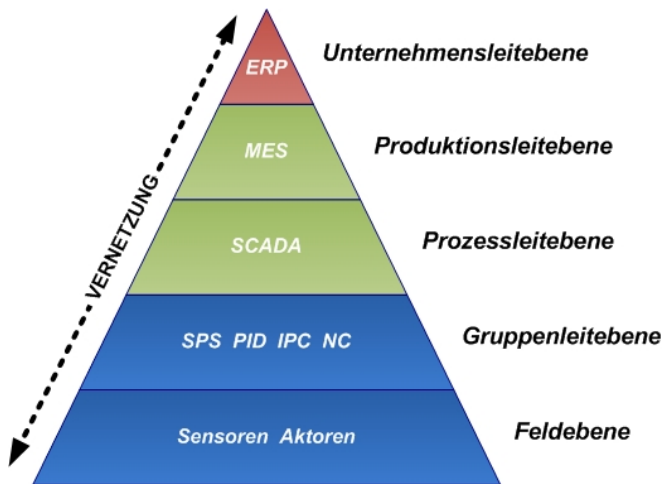 ERP Unternehmensleitebene
MES Produktionsleitebene
SCADA Prozessleitebene
SPS PID IPC NC Gruppenleitebene
Sensoren Aktoren Feldebene
VERNETZUNG